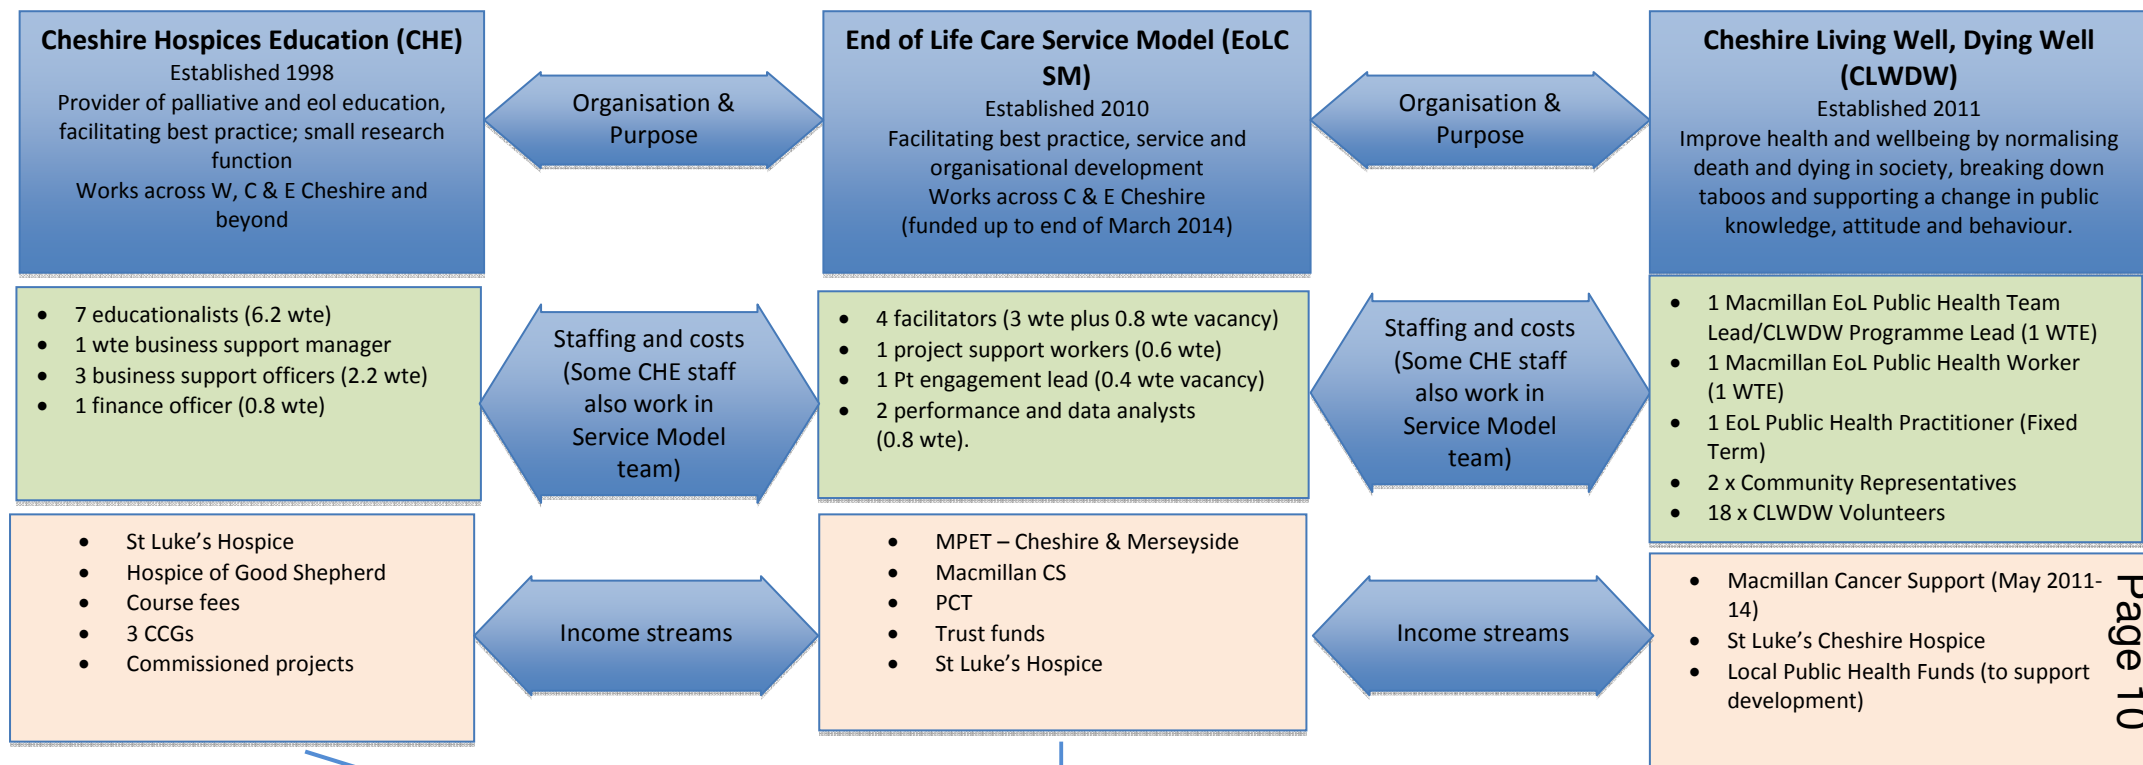 Cheshire Hospices Education (CHE)
Established 1998
Provider of palliative and eol education,
facilitating best practice; small research
function
Works across W, C & E Cheshire and
beyond
Organisation &
Purpose
End of Life Care Service Model (EoLC
SM)
Established 2010
Facilitating best practice, service and
organisational development
Works across C & E Cheshire
(funded up to end of March 2014)
Organisation &
Purpose
Cheshire Living Well, Dying Well
(CLWDW)
Established 2011
Improve health and wellbeing by normalising
death and dying in society, breaking down
taboos and supporting a change in public
knowledge, attitude and behaviour.
• 7 educationalists (6.2 wte)
• 1 wte business support manager
• 3 business support officers (2.2 wte)
• 1 finance officer (0.8 wte)
Staffing and costs
(Some CHE staff
also work in
Service Model
team)
• 4 facilitators (3 wte plus 0.8 wte vacancy)
• 1 project support workers (0.6 wte)
• 1 Pt engagement lead (0.4 wte vacancy)
• 2 performance and data analysts
(0.8 wte).
Staffing and costs
(Some CHE staff
also work in
Service Model
team)
• 1 Macmillan EoL Public Health Team
Lead/CLWDW Programme Lead (1 WTE)
• 1 Macmillan EoL Public Health Worker
(1 WTE)
• 1 EoL Public Health Practitioner (Fixed
Term)
• 2 x Community Representatives
• 18 x CLWDW Volunteers
• St Luke’s Hospice
• Hospice of Good Shepherd
• Course fees
• 3 CCGs
• Commissioned projects
Income streams
• MPET – Cheshire & Merseyside
• Macmillan CS
• PCT
• Trust funds
• St Luke’s Hospice
Income streams
• Macmillan Cancer Support (May 2011-
14)
• St Luke’s Cheshire Hospice
• Local Public Health Funds (to support
development)
Page 10